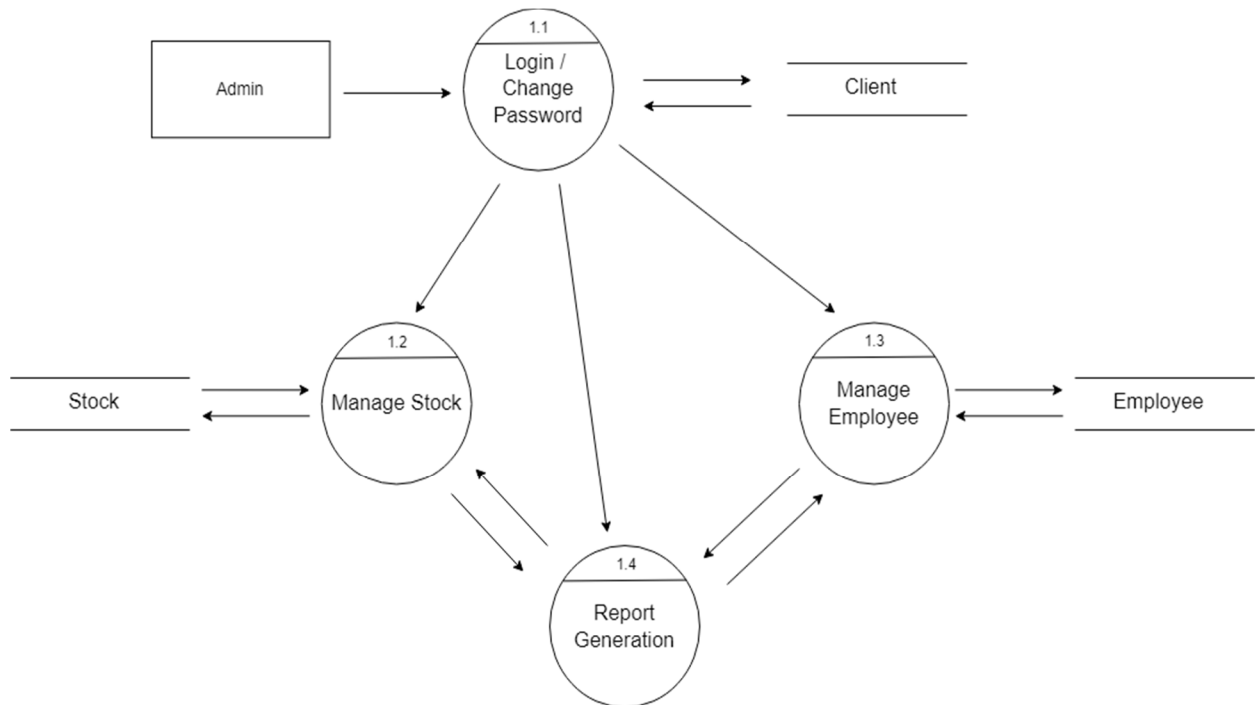 1.1
Login /
Change
Password
Admin
Client
1.2
Manage Stock
Stock
1.3
Manage
Employee
Employee
1.4
Report
Generation